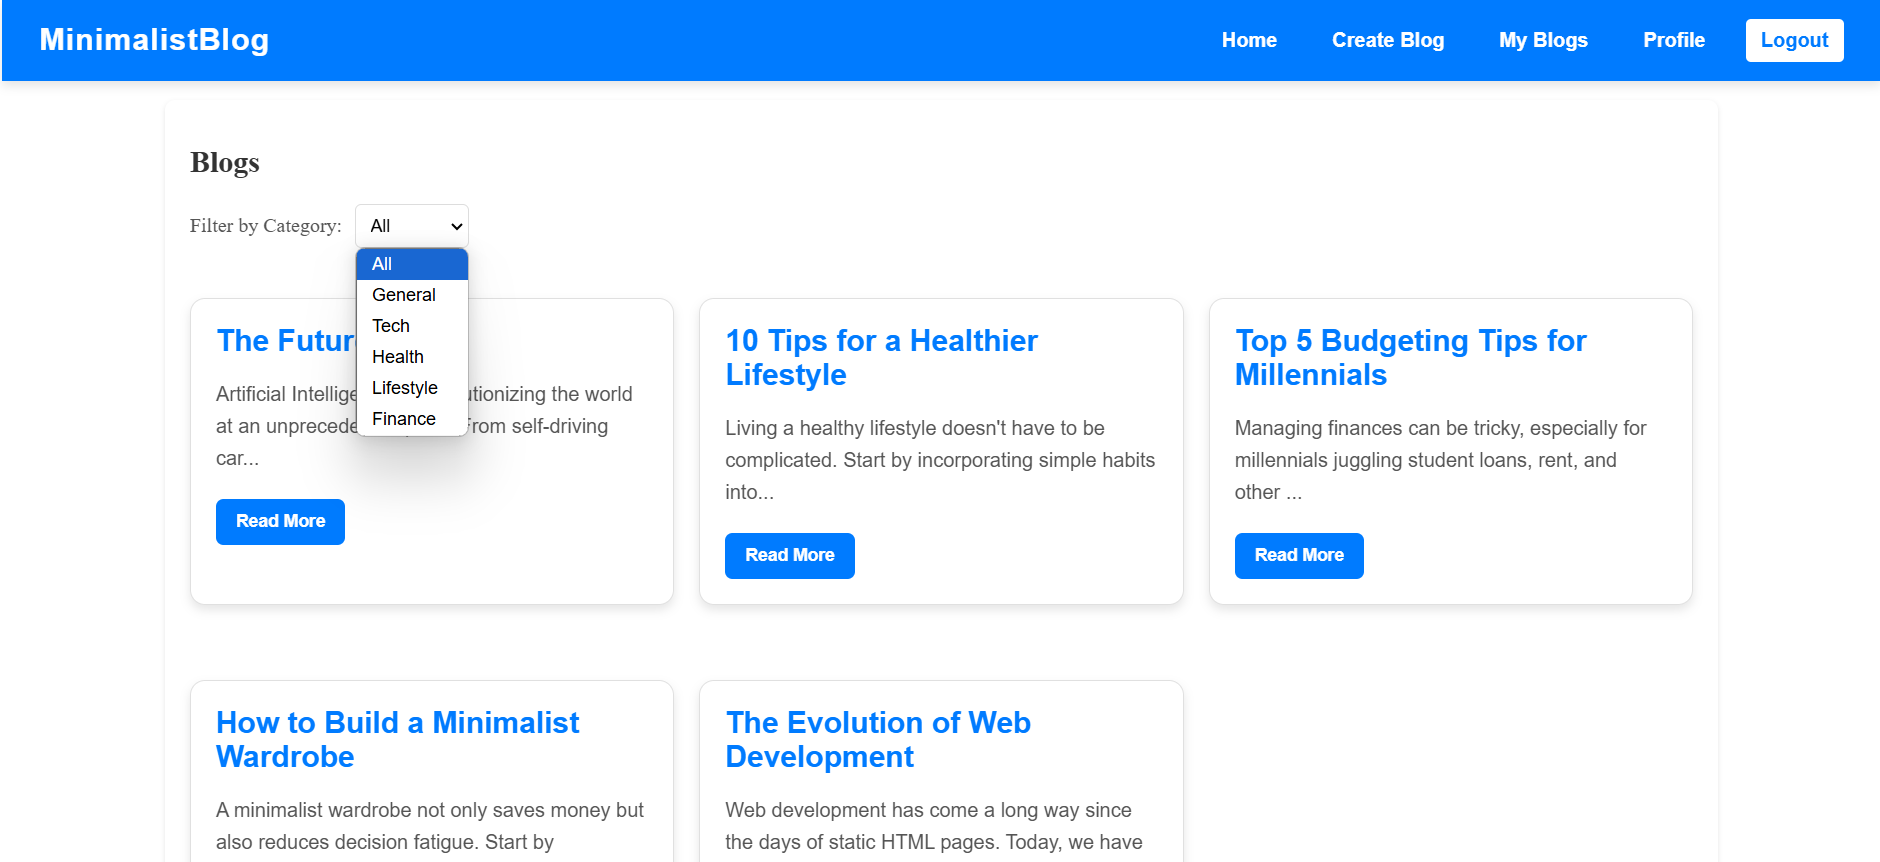 MinimalistBlog
Home
Create Blog
My Blogs
Profile
Logout
Blogs
Filter by Category:
All
All
General
Tech
Health
Lifestyle
Finance
The Futur
Artificial Intellige utionizing the world
at an unprecede From self-driving
car...
Read More
10 Tips for a Healthier
Lifestyle
Living a healthy lifestyle doesn't have to be
complicated. Start by incorporating simple habits
into...
Read More
Top 5 Budgeting Tips for
Millennials
Managing finances can be tricky, especially for
millennials juggling student loans, rent, and
other ...
Read More
How to Build a Minimalist
Wardrobe
A minimalist wardrobe not only saves money but
also reduces decision fatigue. Start by
The Evolution of Web
Development
Web development has come a long way since
the days of static HTML pages. Today, we have